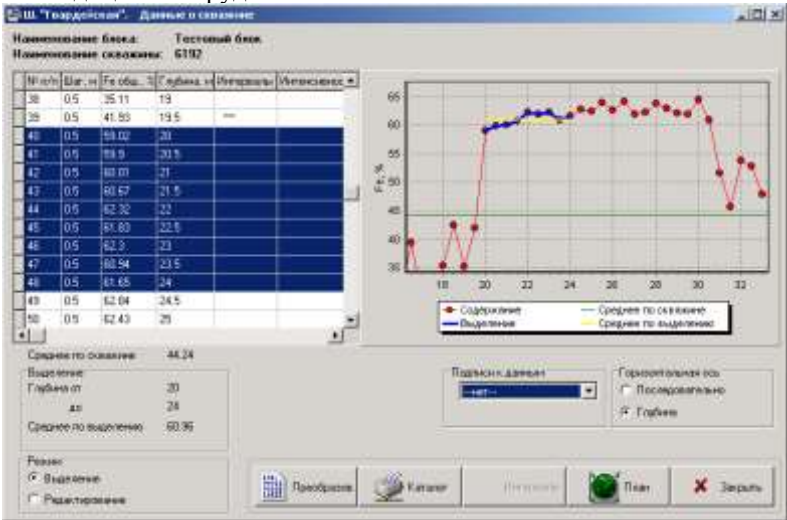 Ш. "Гвардейская". Данные о скважине
Наименование блока: Тестовый блок
Наименование скважины: 6192
№ п/п Шаг, м Fe общ., % Глубина, м Интервалы
38 0.5 35.11 19
39 0.5 41.93 19.5 —
40 0.5 59.02 20
41 0.5 59.9 20.5
42 0.5 60.01 21
43 0.5 60.67 21.5
44 0.5 62.32 22
45 0.5 61.83 22.5
46 0.5 62.3 23
47 0.5 60.94 23.5
48 0.5 61.65 24
49 0.5 62.84 24.5
50 0.5 62.43 25
Fe, %
65
60
55
50
45
40
35
18 20 22 24 26 28 30 32
Содержание Среднее по скважине
Выделение Среднее по выделению
Среднее по скважине 44.24
Выделение
Глубина от 20
до 24
Среднее по выделению 60.96
Режим
Выделение
Редактирование
Подписи к данным
--нет--
Горизонтальная ось
Последовательно
Глубина
Преобразов Каталог План Закрыть